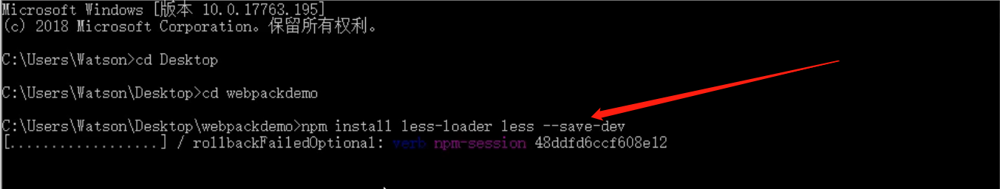 Microsoft Windows [版本 10.0.17763.195]
(c) 2018 Microsoft Corporation。保留所有权利。
C:\Users\Watson>cd Desktop
C:\Users\Watson\Desktop>cd webpackdemo
C:\Users\Watson\Desktop\webpackdemo>npm install less-loader less --save-dev
[..................] / rollbackFailedOptional: verb npm-session 48ddfd6ccf608e12